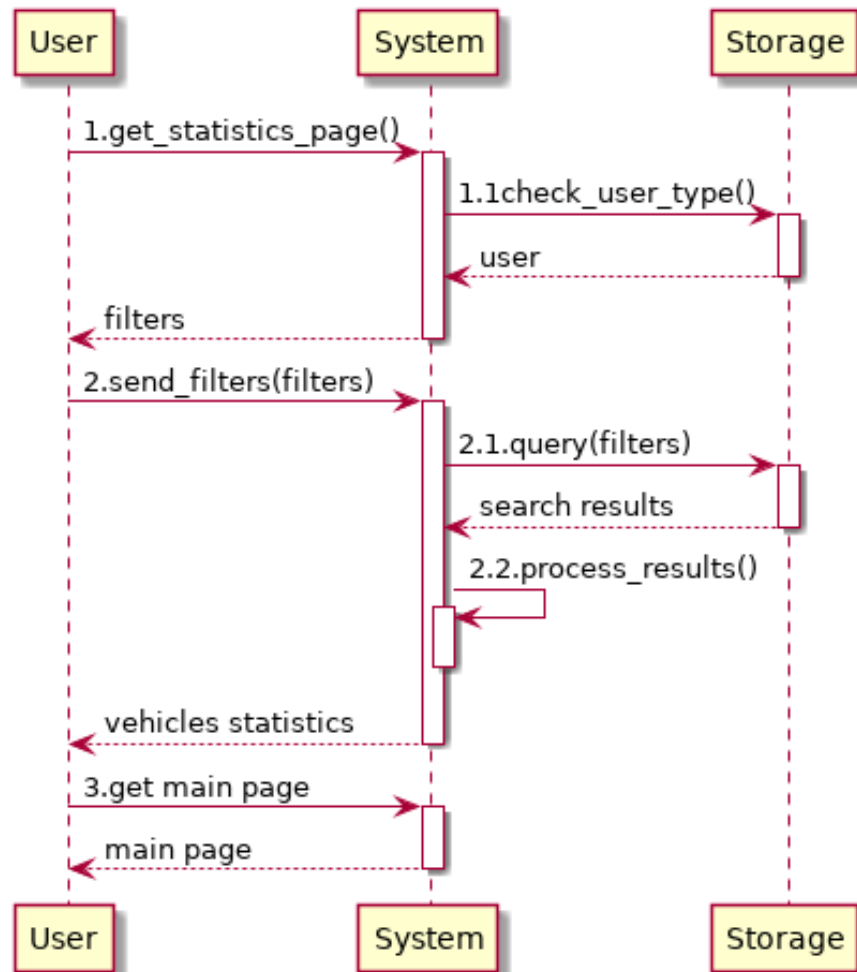 User System Storage
1.get_statistics_page()
1.1check_user_type()
user
filters
2.send_filters(filters)
2.1.query(filters)
search results
2.2.process_results()
vehicles statistics
3.get main page
main page
User System Storage